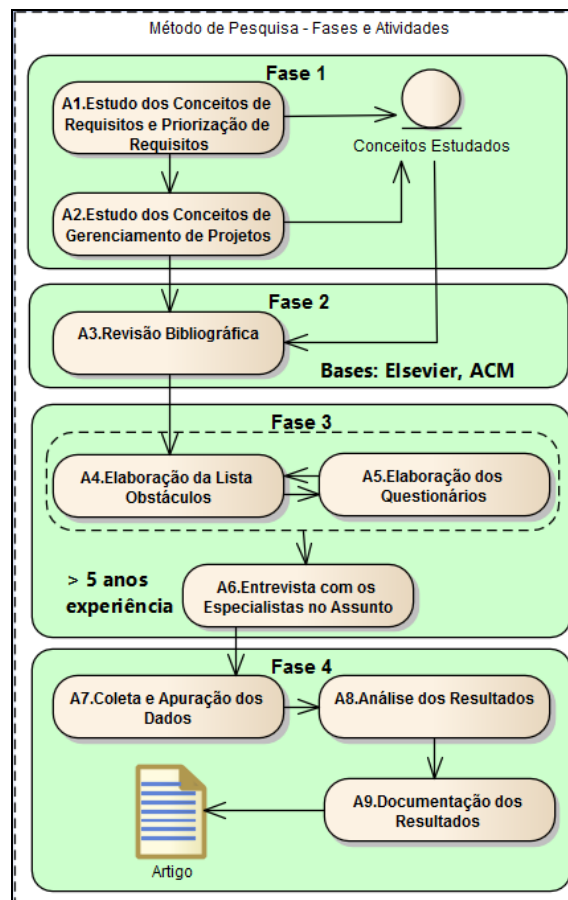 Método de Pesquisa - Fases e Atividades
Fase 1
A1.Estudo dos Conceitos de
Requisitos e Priorização de
Requisitos
Conceitos Estudados
A2.Estudo dos Conceitos de
Gerenciamento de Projetos
Fase 2
A3.Revisão Bibliográfica
Bases: Elsevier, ACM
Fase 3
A4.Elaboração da Lista
Obstáculos
A5.Elaboração dos
Questionários
> 5 anos
experiência
A6.Entrevista com os
Especialistas no Assunto
Fase 4
A7.Coleta e Apuração dos
Dados
A8.Análise dos Resultados
A9.Documentação dos
Resultados
Artigo